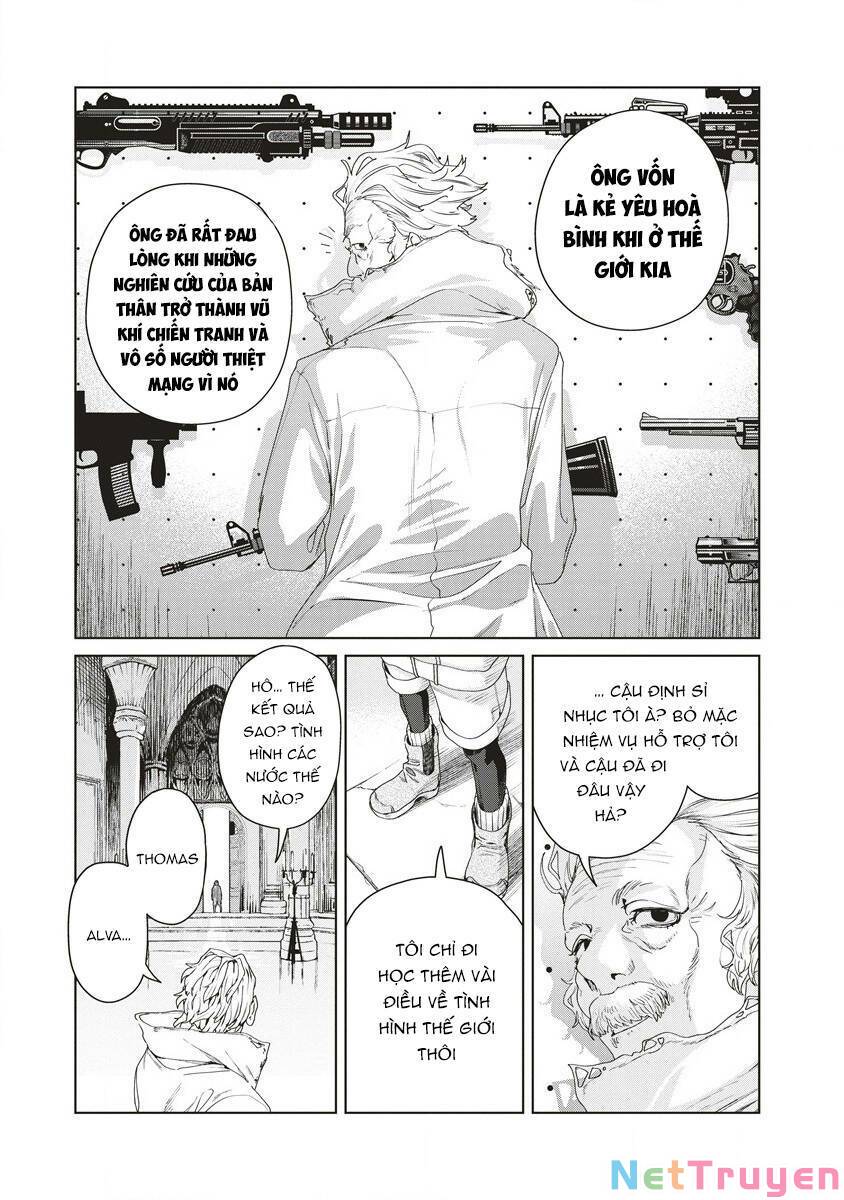 ÔNG VỐN
LÀ KẺ YÊU HOÀ
BÌNH KHI Ở THẾ
GIỚI KIA
ÔNG ĐÃ RẤT ĐAU
LÒNG KHI NHỮNG
NGHIÊN CỨU CỦA BẢN
THÂN TRỞ THÀNH VŨ
KHÍ CHIẾN TRANH VÀ
VÔ SỐ NGƯỜI THIỆT
MẠNG VÌ NÓ
... CẬU ĐỊNH SỈ
NHỤC TÔI À? BỎ MẶC
NHIỆM VỤ HỖ TRỢ TÔI
VÀ CẬU ĐÃ ĐI
ĐÂU VẬY
HẢ?
TÔI CHỈ ĐI
HỌC THÊM VÀI
ĐIỀU VỀ TÌNH
HÌNH THẾ GIỚI
THÔI
HÔ... THẾ
KẾT QUẢ
SAO? TÌNH
HÌNH CÁC
NƯỚC THẾ
NÀO?
THOMAS
ALVA...
NetTruyen